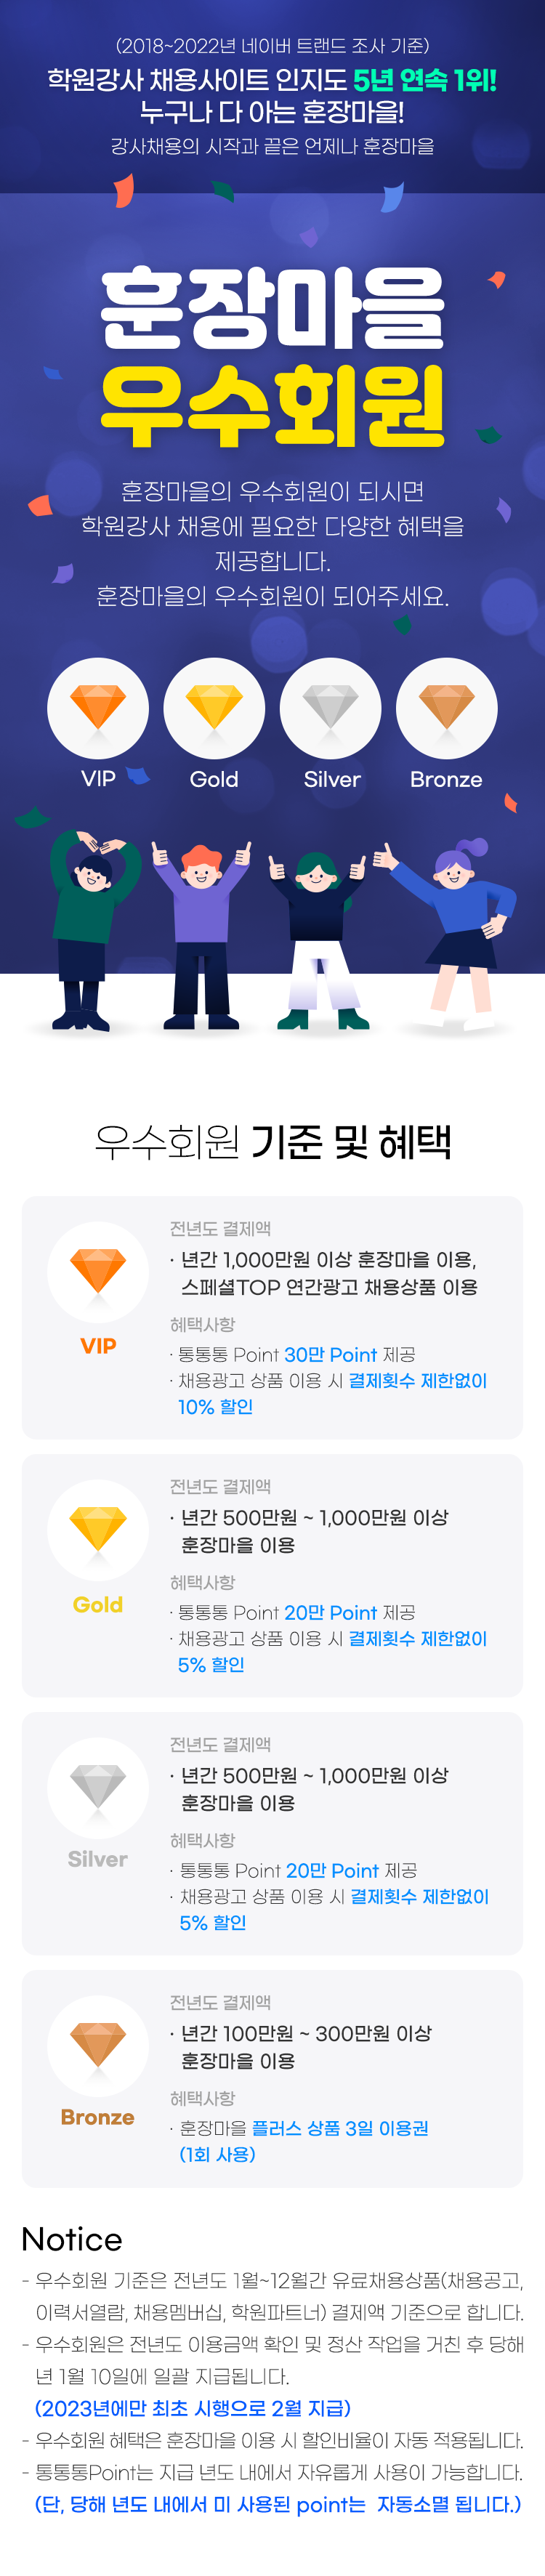 (2018~2022년 네이버 트랜드 조사 기준)
학원강사 채용사이트 인지도 5년 연속 1위!
누구나 다 아는 훈장마을!
강사채용의 시작과 끝은 언제나 훈장마을
훈장마을
우수회원
훈장마을의 우수회원이 되시면
학원강사 채용에 필요한 다양한 혜택을
제공합니다.
훈장마을의 우수회원이 되어주세요.
VIP Gold Silver Bronze
우수회원 기준 및 혜택
VIP
전년도 결제액
· 년간 1,000만원 이상 훈장마을 이용,
스페셜TOP 연간광고 채용상품 이용
혜택사항
· 통통통 Point 30만 Point 제공
· 채용광고 상품 이용 시 결제횟수 제한없이
10% 할인
Gold
전년도 결제액
· 년간 500만원 ~ 1,000만원 이상
훈장마을 이용
혜택사항
· 통통통 Point 20만 Point 제공
· 채용광고 상품 이용 시 결제횟수 제한없이
5% 할인
Silver
전년도 결제액
· 년간 500만원 ~ 1,000만원 이상
훈장마을 이용
혜택사항
· 통통통 Point 20만 Point 제공
· 채용광고 상품 이용 시 결제횟수 제한없이
5% 할인
Bronze
전년도 결제액
· 년간 100만원 ~ 300만원 이상
훈장마을 이용
혜택사항
· 훈장마을 플러스 상품 3일 이용권
(1회 사용)
Notice
- 우수회원 기준은 전년도 1월~12월간 유료채용상품(채용공고,
이력서열람, 채용멤버십, 학원파트너) 결제액 기준으로 합니다.
- 우수회원은 전년도 이용금액 확인 및 정산 작업을 거친 후 당해
년 1월 10일에 일괄 지급됩니다.
(2023년에만 최초 시행으로 2월 지급)
- 우수회원 혜택은 훈장마을 이용 시 할인비율이 자동 적용됩니다.
- 통통통Point는 지급 년도 내에서 자유롭게 사용이 가능합니다.
(단, 당해 년도 내에서 미 사용된 point는 자동소멸 됩니다.)